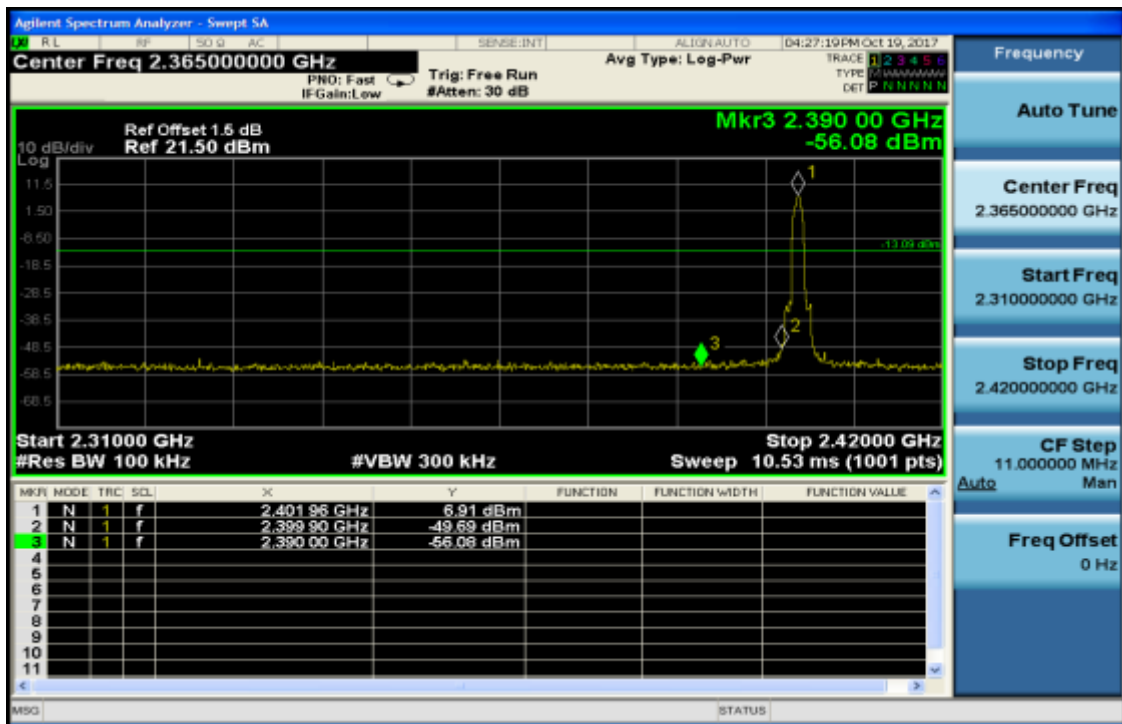 Agilent Spectrum Analyzer - Swept SA
RL RF 50 Ω AC SENSE:INT ALIGN AUTO 04:27:19 PM Oct 19, 2017
Center Freq 2.365000000 GHz
PNO: Fast
IFGain:Low
Trig: Free Run
#Atten: 30 dB
Avg Type: Log-Pwr
TRACE 1 2 3 4 5 6
TYPE
DET P N N N N N
Mkr3 2.390 00 GHz
-56.08 dBm
Ref Offset 1.5 dB
10 dB/div Ref 21.50 dBm
Log
11.5
1.50
-8.50
-18.5
-28.5
-38.5
-48.5
-58.5
-68.5
1
-13.09 dBm
2
3
Start 2.31000 GHz Stop 2.42000 GHz
#Res BW 100 kHz #VBW 300 kHz Sweep 10.53 ms (1001 pts)
MKR MODE TRC SCL X Y FUNCTION FUNCTION WIDTH FUNCTION VALUE
1 N 1 f 2.401 96 GHz 6.91 dBm
2 N 1 f 2.399 90 GHz -49.69 dBm
3 N 1 f 2.390 00 GHz -56.08 dBm
4
5
6
7
8
9
10
11
MSG STATUS
Frequency
Auto Tune
Center Freq
2.365000000 GHz
Start Freq
2.310000000 GHz
Stop Freq
2.420000000 GHz
CF Step
11.000000 MHz
Auto Man
Freq Offset
0 Hz